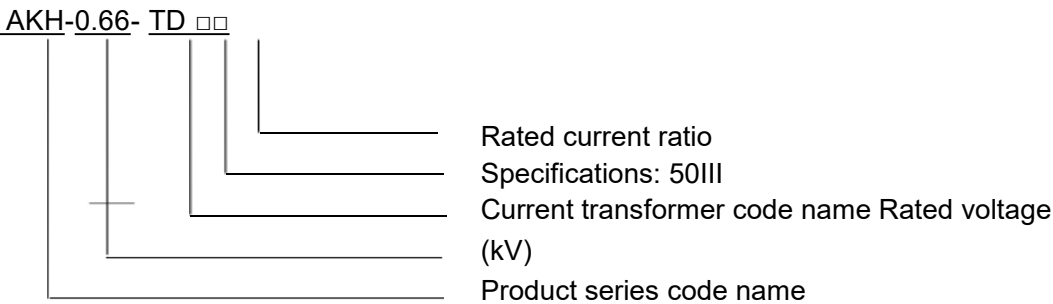 AKH-0.66- TD □□
Rated current ratio
Specifications: 50III
Current transformer code name Rated voltage
(kV)
Product series code name